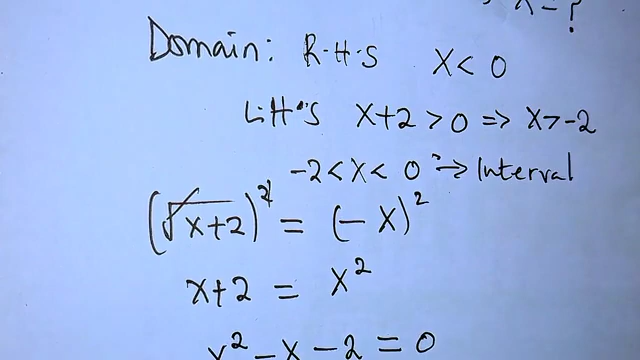 X = ?
Domain: R.H.S X < 0
L.H.S X+2 > 0 => X > -2
-2 < X < 0 → Interval
(√x+2)² = (-x)²
x+2 = x²
x² - x - 2 = 0